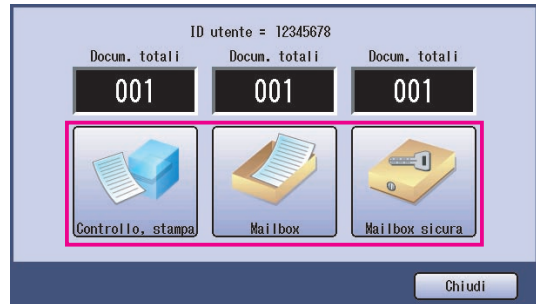 ID utente = 12345678
Docum. totali Docum. totali Docum. totali
001 001 001
Controllo, stampa Mailbox Mailbox sicura
Chiudi